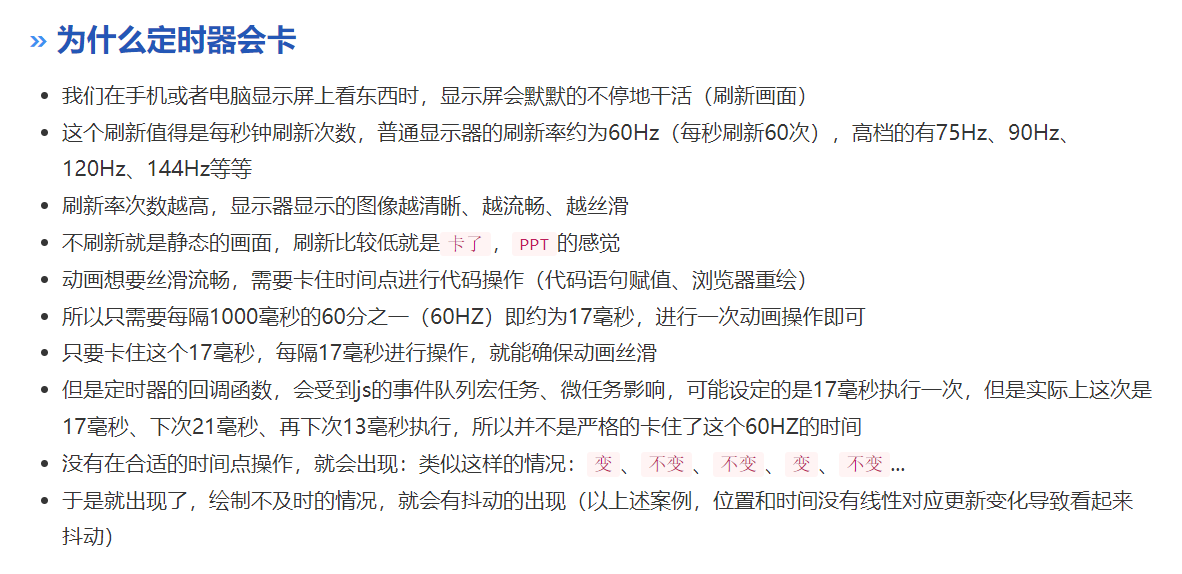 » 为什么定时器会卡
• 我们在手机或者电脑显示屏上看东西时，显示屏会默默的不停地干活（刷新画面）
• 这个刷新值得是每秒钟刷新次数，普通显示器的刷新率约为60Hz（每秒刷新60次），高档的有75Hz、90Hz、
120Hz、144Hz等等
• 刷新率次数越高，显示器显示的图像越清晰、越流畅、越丝滑
• 不刷新就是静态的画面，刷新比较低就是 卡了 ， PPT 的感觉
• 动画想要丝滑流畅，需要卡住时间点进行代码操作（代码语句赋值、浏览器重绘）
• 所以只需要每隔1000毫秒的60分之一（60HZ）即约为17毫秒，进行一次动画操作即可
• 只要卡住这个17毫秒，每隔17毫秒进行操作，就能确保动画丝滑
• 但是定时器的回调函数，会受到js的事件队列宏任务、微任务影响，可能设定的是17毫秒执行一次，但是实际上这次是
17毫秒、下次21毫秒、再下次13毫秒执行，所以并不是严格的卡住了这个60HZ的时间
• 没有在合适的时间点操作，就会出现：类似这样的情况： 变 、 不变 、 不变 、 变 、 不变 ...
• 于是就出现了，绘制不及时的情况，就会有抖动的出现（以上述案例，位置和时间没有线性对应更新变化导致看起来
抖动）